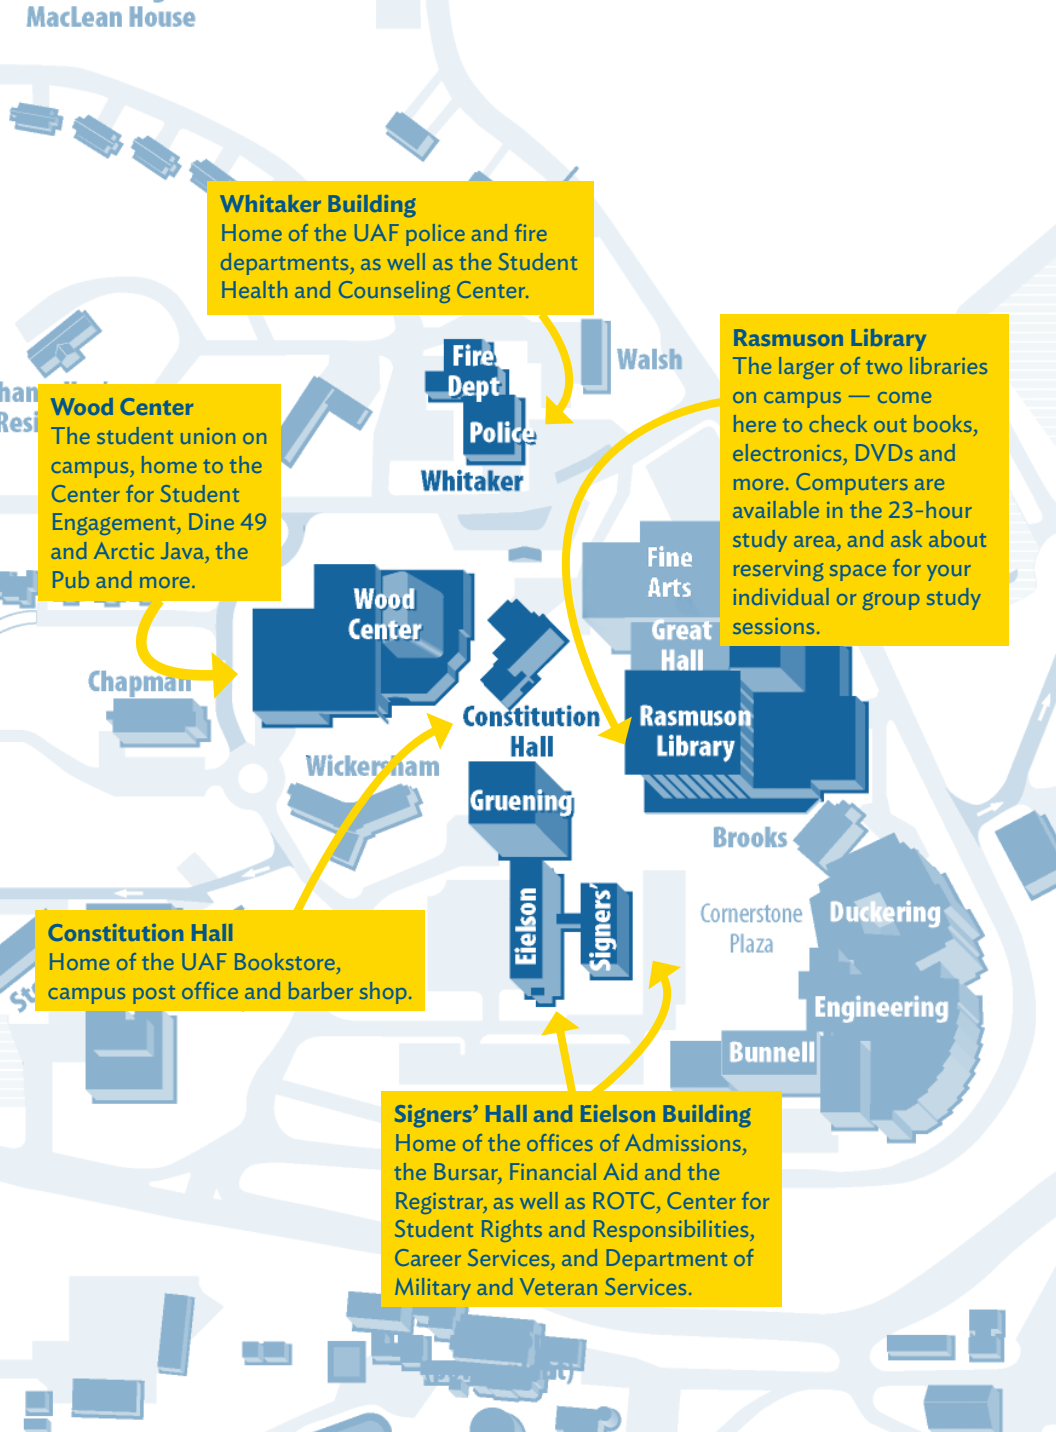 MacLean House
Whitaker Building
Home of the UAF police and fire
departments, as well as the Student
Health and Counseling Center.
Rasmuson Library
The larger of two libraries
on campus — come
here to check out books,
electronics, DVDs and
more. Computers are
available in the 23-hour
study area, and ask about
reserving space for your
individual or group study
sessions.
Fire
Dept
Police
Whitaker
Walsh
Wood Center
The student union on
campus, home to the
Center for Student
Engagement, Dine 49
and Arctic Java, the
Pub and more.
Fine
Arts
Great
Hall
Wood
Center
Chapman
Constitution
Hall
Rasmuson
Library
Wickersham
Gruening
Brooks
Eielson
Signers'
Cornerstone
Plaza
Duckering
Constitution Hall
Home of the UAF Bookstore,
campus post office and barber shop.
Engineering
Bunnell
Signers’ Hall and Eielson Building
Home of the offices of Admissions,
the Bursar, Financial Aid and the
Registrar, as well as ROTC, Center for
Student Rights and Responsibilities,
Career Services, and Department of
Military and Veteran Services.